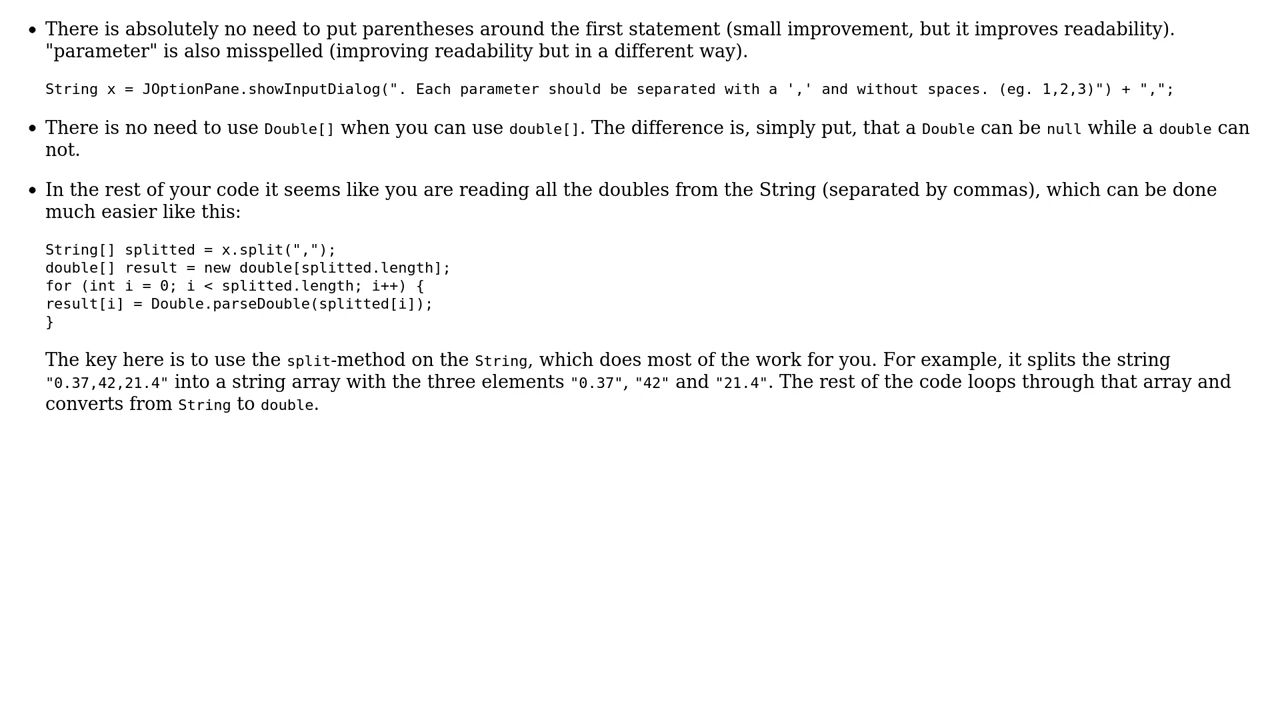 There is absolutely no need to put parentheses around the first statement (small improvement, but it improves readability).
"parameter" is also misspelled (improving readability but in a different way).
String x = JOptionPane.showInputDialog(". Each parameter should be separated with a ',' and without spaces. (eg. 1,2,3)") + ",";
There is no need to use Double[] when you can use double[]. The difference is, simply put, that a Double can be null while a double can
not.
In the rest of your code it seems like you are reading all the doubles from the String (separated by commas), which can be done
much easier like this:
String[] splitted = x.split(",");
double[] result = new double[splitted.length];
for (int i = 0; i < splitted.length; i++) {
result[i] = Double.parseDouble(splitted[i]);
}
The key here is to use the split-method on the String, which does most of the work for you. For example, it splits the string
"0.37,42,21.4" into a string array with the three elements "0.37", "42" and "21.4". The rest of the code loops through that array and
converts from String to double.